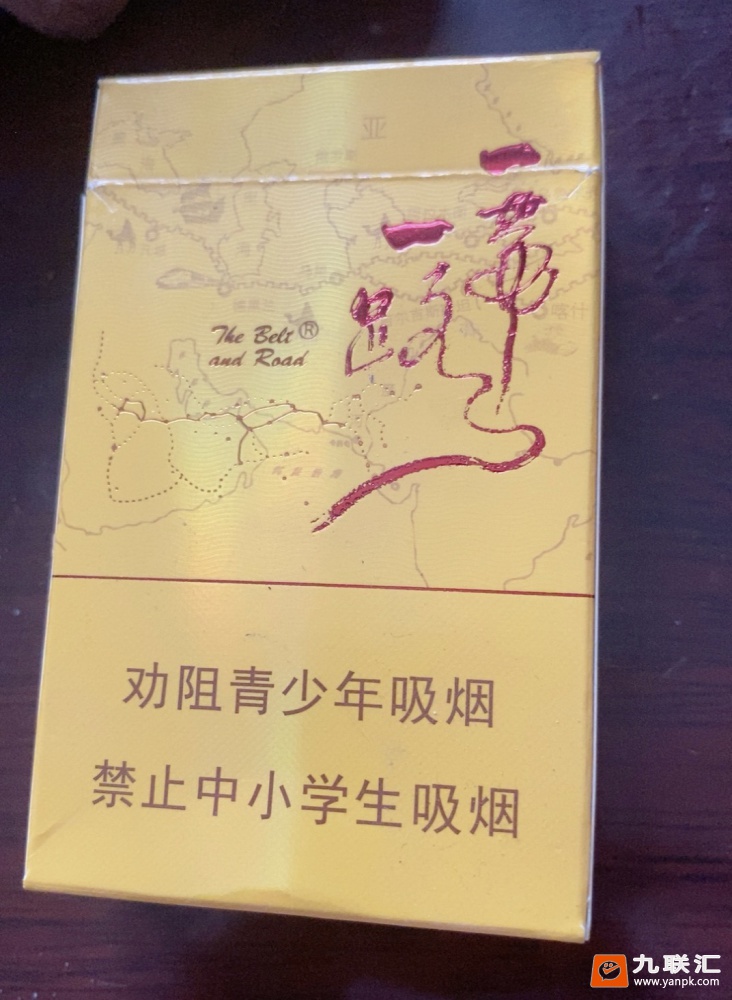 亚
一带
一路
The Belt ®
and Road
劝阻青少年吸烟
禁止中小学生吸烟
九联汇
www.yanpk.com